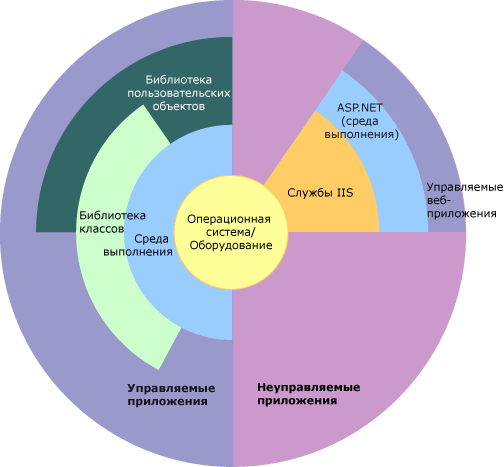 Библиотека
пользовательских
объектов
ASP.NET
(среда
выполнения)
Службы IIS
Управляемые
веб-
приложения
Библиотека
классов
Среда
выполнения
Операционная
система/
Оборудование
Управляемые
приложения
Неуправляемые
приложения